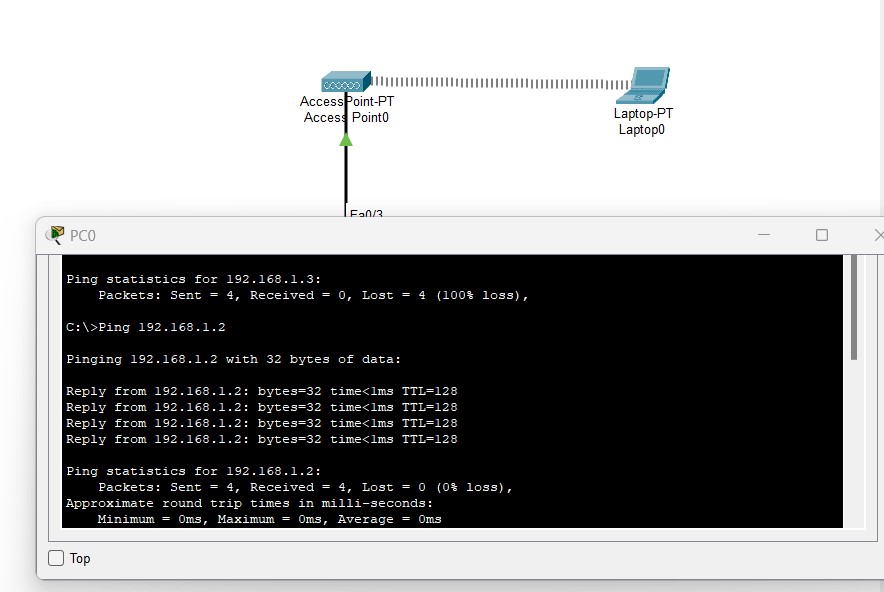 AccessPoint-PT
Access Point0
Laptop-PT
Laptop0
Fa0/3
PC0
Ping statistics for 192.168.1.3:
Packets: Sent = 4, Received = 0, Lost = 4 (100% loss),
C:\>Ping 192.168.1.2
Pinging 192.168.1.2 with 32 bytes of data:
Reply from 192.168.1.2: bytes=32 time<1ms TTL=128
Reply from 192.168.1.2: bytes=32 time<1ms TTL=128
Reply from 192.168.1.2: bytes=32 time<1ms TTL=128
Reply from 192.168.1.2: bytes=32 time<1ms TTL=128
Ping statistics for 192.168.1.2:
Packets: Sent = 4, Received = 4, Lost = 0 (0% loss),
Approximate round trip times in milli-seconds:
Minimum = 0ms, Maximum = 0ms, Average = 0ms
Top